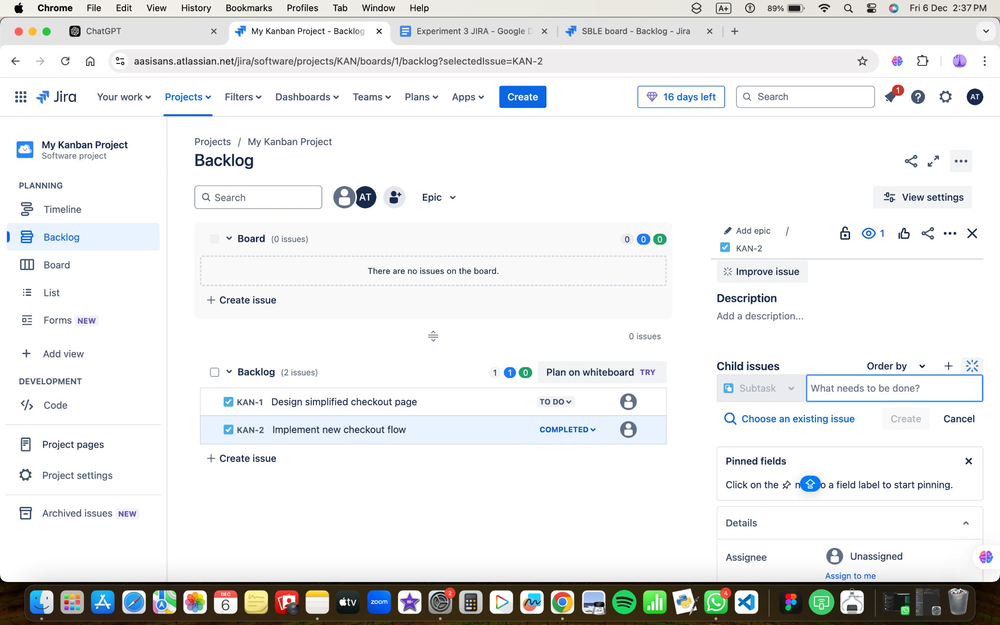 Chrome File Edit View History Bookmarks Profiles Tab Window Help A+ 89% Fri 6 Dec 2:37 PM
ChatGPT My Kanban Project - Backlog Experiment 3 JIRA - Google D SBLE board - Backlog - Jira
aasisans.atlassian.net/jira/software/projects/KAN/boards/1/backlog?selectedIssue=KAN-2
Jira Your work Projects Filters Dashboards Teams Plans Apps Create 16 days left Search 1 AT
My Kanban Project
Software project
PLANNING
Timeline
Backlog
Board
List
Forms NEW
Add view
DEVELOPMENT
Code
Project pages
Project settings
Archived issues NEW
Projects / My Kanban Project
Backlog
Search AT Epic View settings
Board (0 issues) 0 0 0
There are no issues on the board.
+ Create issue
0 issues
Backlog (2 issues) 1 1 0 Plan on whiteboard TRY
KAN-1 Design simplified checkout page TO DO
KAN-2 Implement new checkout flow COMPLETED
+ Create issue
Add epic / 1
KAN-2
Improve issue
Description
Add a description...
Child issues Order by
Subtask What needs to be done?
Choose an existing issue Create Cancel
Pinned fields
Click on the n o a field label to start pinning.
Details
Assignee Unassigned
Assign to me
DEC
6
tv
zoom
2
4